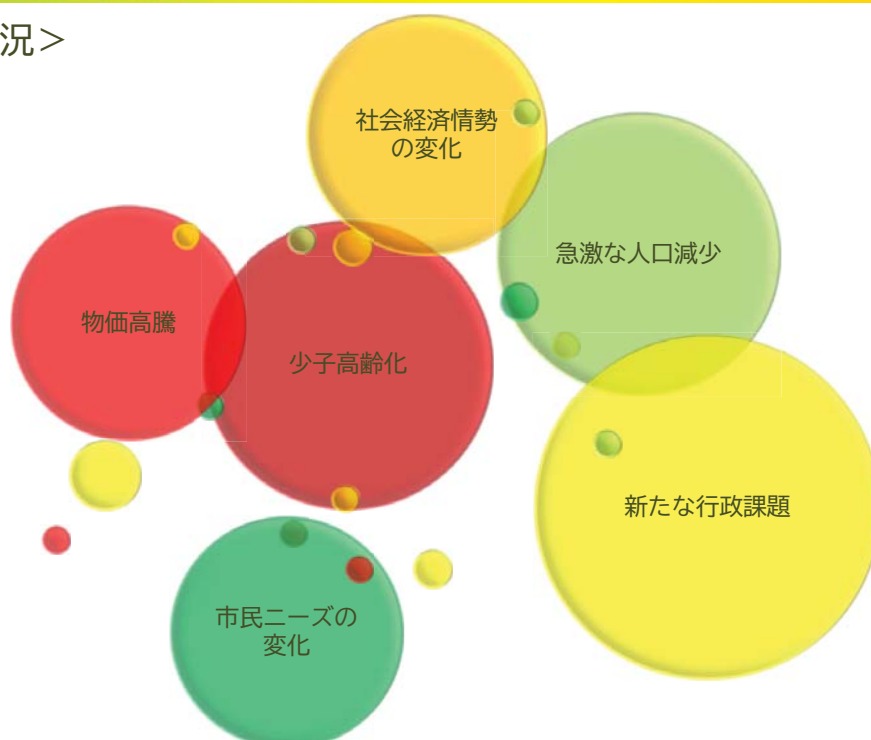 況＞
社会経済情勢
の変化
急激な人口減少
物価高騰
少子高齢化
新たな行政課題
市民ニーズの
変化